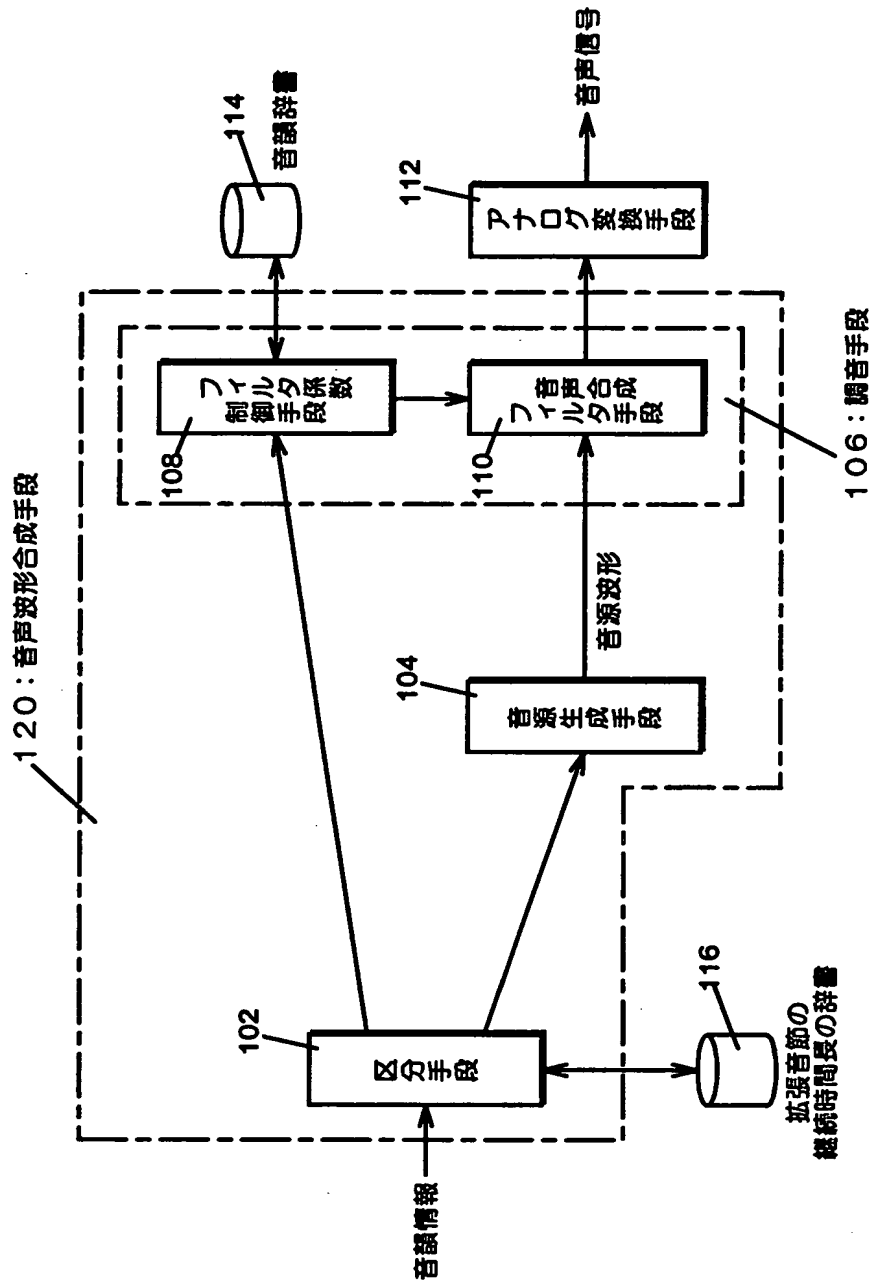 120:音声波形合成手段
音韻情報
102
区分手段
116
拡張音節の
継続時間長の辞書
104
音源生成手段
音源波形
108
フィルタ係数
制御手段
110
音声合成
フィルタ手段
106:調音手段
114
音韻辞書
112
アナログ変換手段
音声信号